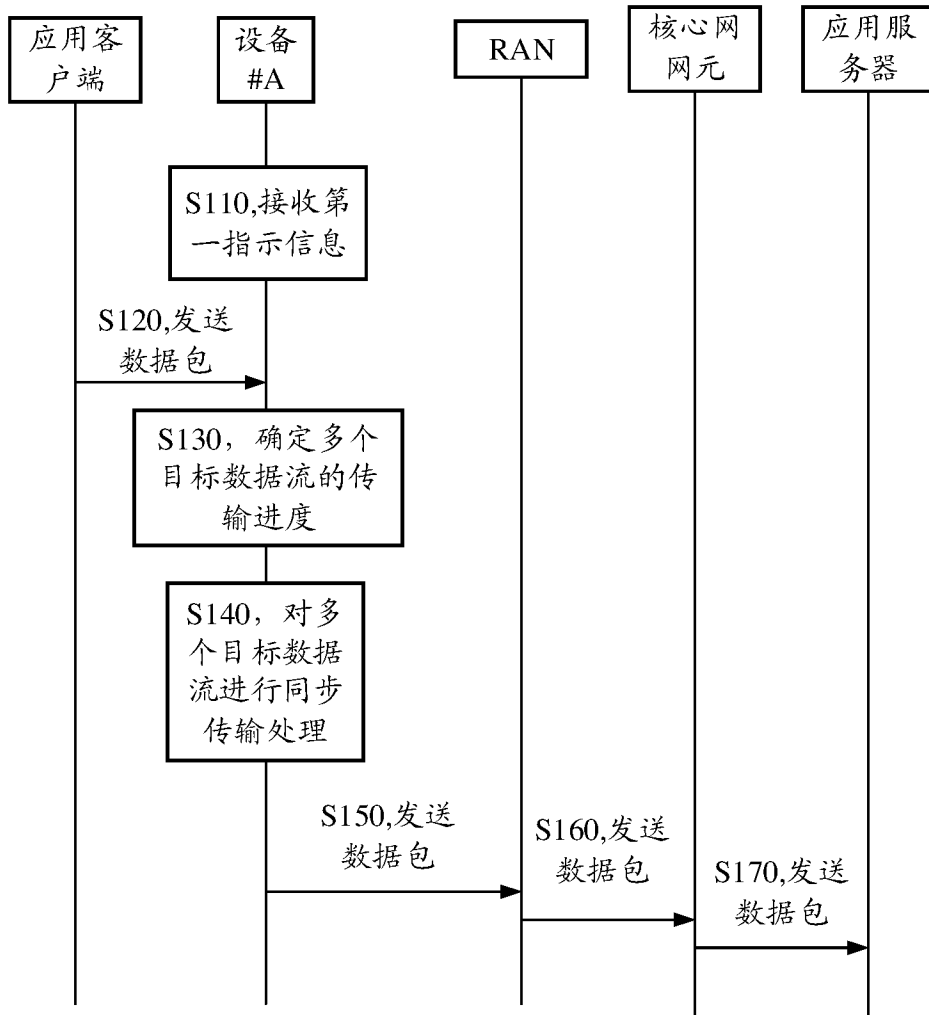 应用客
户端
设备
#A
RAN
核心网
网元
应用服
务器
S110,接收第
一指示信息
S120,发送
数据包
S130，确定多个
目标数据流的传
输进度
S140，对多
个目标数据
流进行同步
传输处理
S150,发送
数据包
S160,发送
数据包
S170,发送
数据包